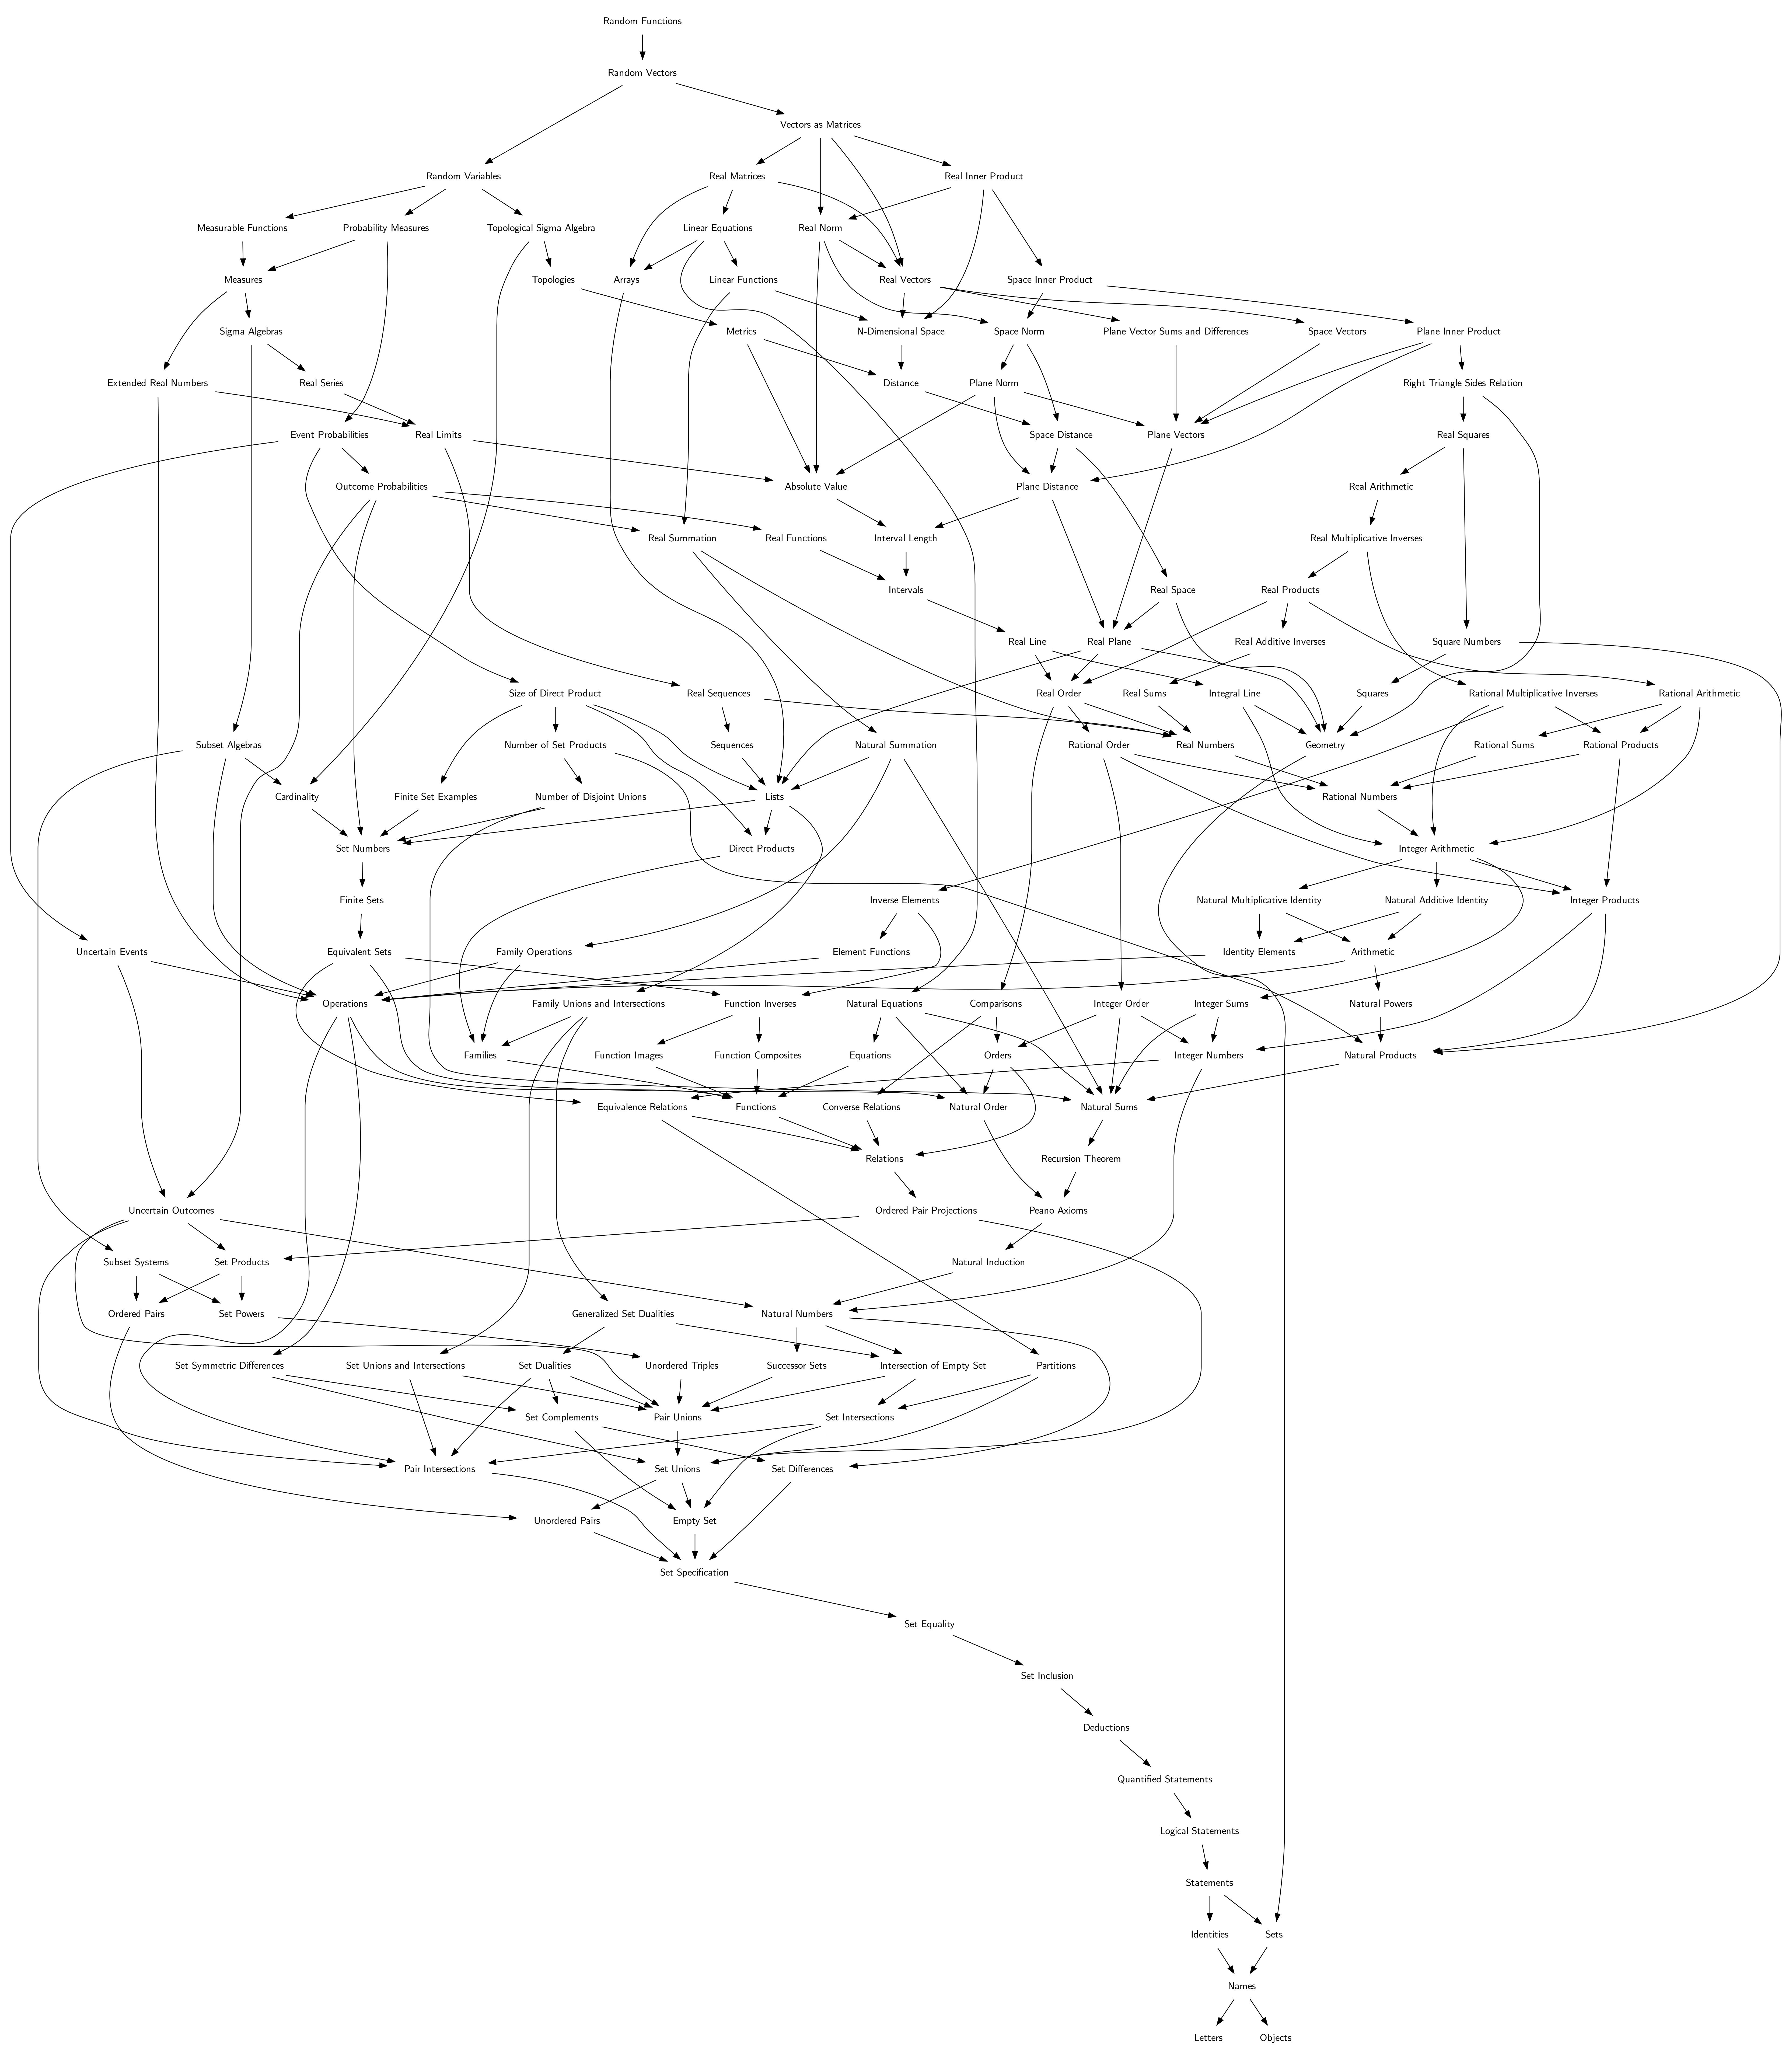 Random Functions
Random Vectors
Vectors as Matrices
Random Variables
Real Matrices
Real Inner Product
Measurable Functions
Probability Measures
Topological Sigma Algebra
Linear Equations
Real Norm
Measures
Topologies
Arrays
Linear Functions
Real Vectors
Space Inner Product
Sigma Algebras
Metrics
N-Dimensional Space
Space Norm
Plane Vector Sums and Differences
Space Vectors
Plane Inner Product
Extended Real Numbers
Real Series
Distance
Plane Norm
Right Triangle Sides Relation
Event Probabilities
Real Limits
Space Distance
Plane Vectors
Real Squares
Outcome Probabilities
Absolute Value
Plane Distance
Real Arithmetic
Real Summation
Real Functions
Interval Length
Real Multiplicative Inverses
Intervals
Real Space
Real Products
Real Line
Real Plane
Real Additive Inverses
Square Numbers
Size of Direct Product
Real Sequences
Real Order
Real Sums
Integral Line
Squares
Rational Multiplicative Inverses
Rational Arithmetic
Subset Algebras
Number of Set Products
Sequences
Natural Summation
Rational Order
Real Numbers
Geometry
Rational Sums
Rational Products
Cardinality
Finite Set Examples
Number of Disjoint Unions
Lists
Rational Numbers
Set Numbers
Direct Products
Integer Arithmetic
Finite Sets
Inverse Elements
Natural Multiplicative Identity
Natural Additive Identity
Integer Products
Uncertain Events
Equivalent Sets
Family Operations
Element Functions
Identity Elements
Arithmetic
Operations
Family Unions and Intersections
Function Inverses
Natural Equations
Comparisons
Integer Order
Integer Sums
Natural Powers
Families
Function Images
Function Composites
Equations
Orders
Integer Numbers
Natural Products
Equivalence Relations
Functions
Converse Relations
Natural Order
Natural Sums
Relations
Recursion Theorem
Uncertain Outcomes
Ordered Pair Projections
Peano Axioms
Subset Systems
Set Products
Natural Induction
Ordered Pairs
Set Powers
Generalized Set Dualities
Natural Numbers
Set Symmetric Differences
Set Unions and Intersections
Set Dualities
Unordered Triples
Successor Sets
Intersection of Empty Set
Partitions
Set Complements
Pair Unions
Set Intersections
Pair Intersections
Set Unions
Set Differences
Unordered Pairs
Empty Set
Set Specification
Set Equality
Set Inclusion
Deductions
Quantified Statements
Logical Statements
Statements
Identities
Sets
Names
Letters
Objects